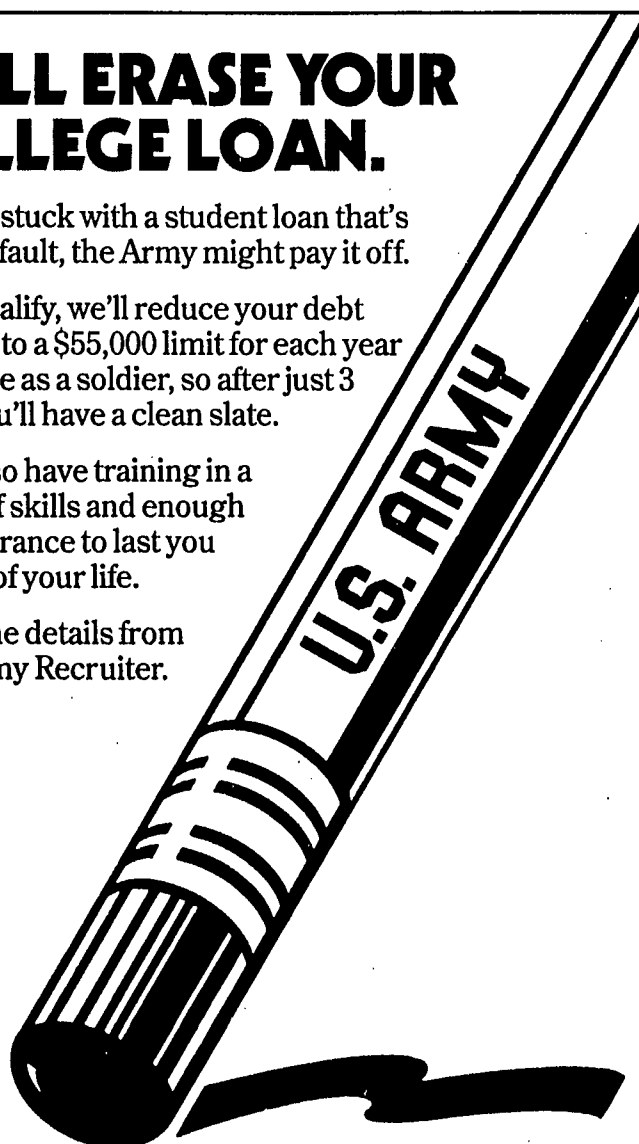 LL ERASE YOUR
LLEGE LOAN.
stuck with a student loan that's
fault, the Army might pay it off.
alify, we'll reduce your debt
to a $55,000 limit for each year
e as a soldier, so after just 3
u'll have a clean slate.
so have training in a
f skills and enough
rance to last you
of your life.
e details from
ny Recruiter.
U.S. ARMY